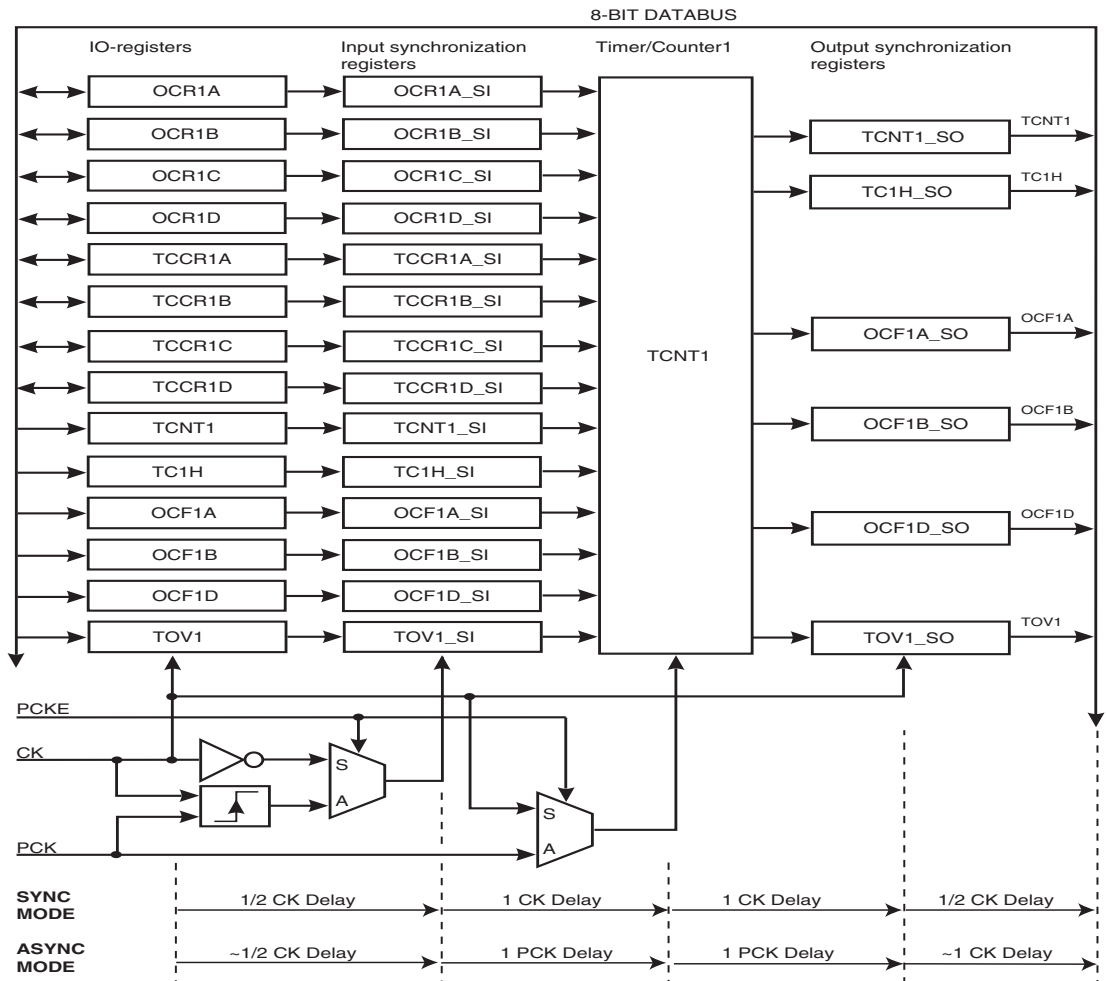 8-BIT DATABUS
IO-registers
Input synchronization
registers
Timer/Counter1
Output synchronization
registers
OCR1A
OCR1A_SI
OCR1B
OCR1B_SI
OCR1C
OCR1C_SI
OCR1D
OCR1D_SI
TCCR1A
TCCR1A_SI
TCCR1B
TCCR1B_SI
TCCR1C
TCCR1C_SI
TCCR1D
TCCR1D_SI
TCNT1
TCNT1_SI
TC1H
TC1H_SI
OCF1A
OCF1A_SI
OCF1B
OCF1B_SI
OCF1D
OCF1D_SI
TOV1
TOV1_SI
TCNT1
TCNT1_SO
TCNT1
TC1H_SO
TC1H
OCF1A_SO
OCF1A
OCF1B_SO
OCF1B
OCF1D_SO
OCF1D
TOV1_SO
TOV1
PCKE
CK
S
A
PCK
S
A
SYNC
MODE
1/2 CK Delay
1 CK Delay
1 CK Delay
1/2 CK Delay
ASYNC
MODE
~1/2 CK Delay
1 PCK Delay
1 PCK Delay
~1 CK Delay